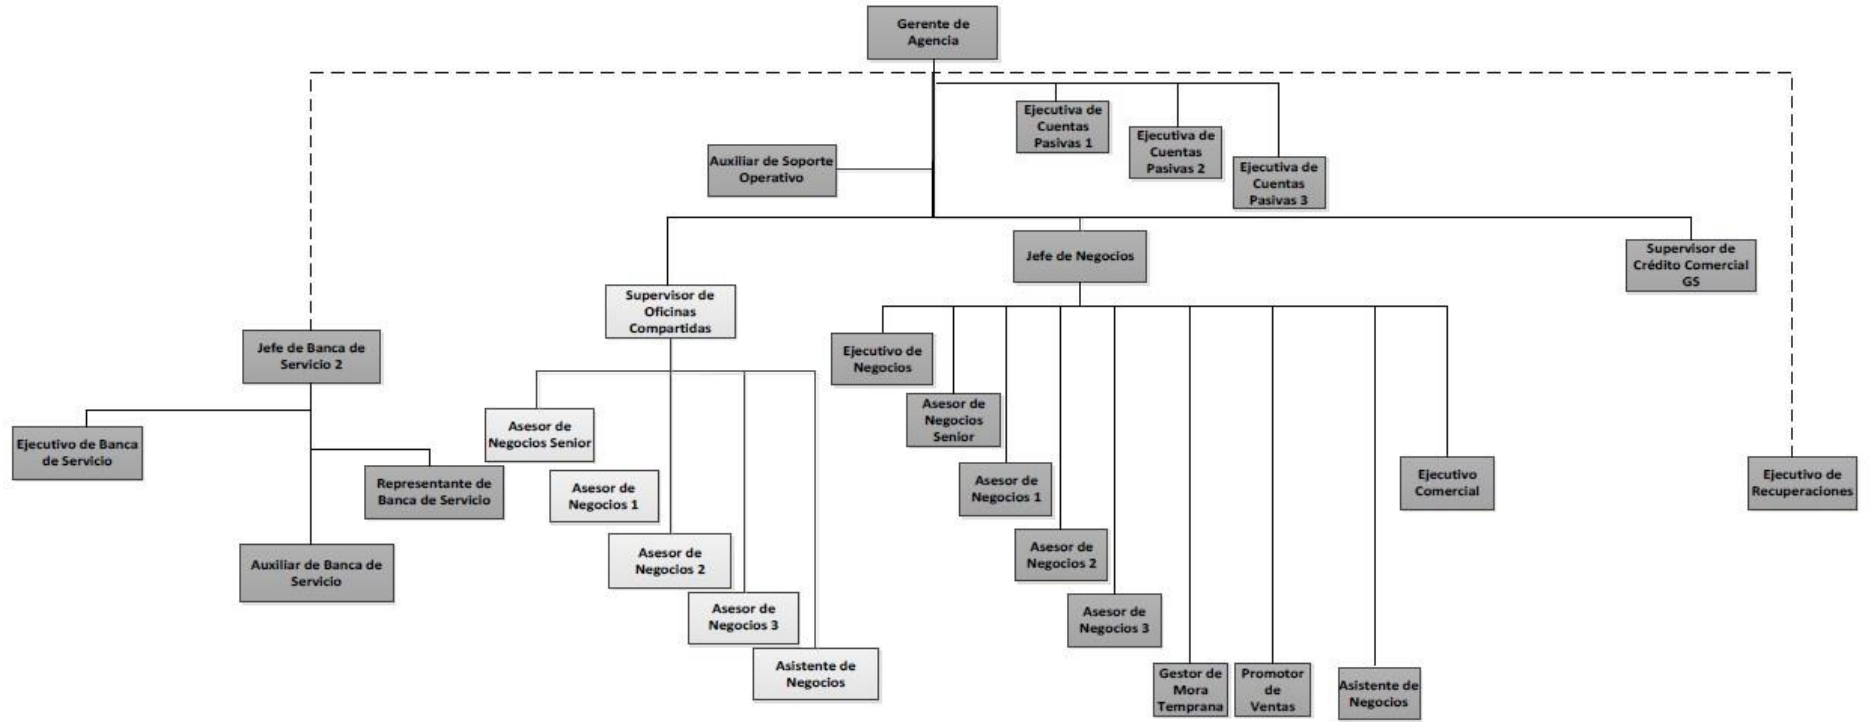 Gerente de
Agencia
Ejecutiva de
Cuentas
Pasivas 1
Ejecutiva de
Cuentas
Pasivas 2
Ejecutiva de
Cuentas
Pasivas 3
Auxiliar de Soporte
Operativo
Jefe de Negocios
Supervisor de
Crédito Comercial
GS
Supervisor de
Oficinas
Compartidas
Jefe de Banca de
Servicio 2
Ejecutivo de Banca
de Servicio
Representante de
Banca de Servicio
Auxiliar de Banca de
Servicio
Asesor de
Negocios Senior
Asesor de
Negocios 1
Asesor de
Negocios 2
Asesor de
Negocios 3
Asistente de
Negocios
Ejecutivo de
Negocios
Asesor de
Negocios
Senior
Asesor de
Negocios 1
Asesor de
Negocios 2
Asesor de
Negocios 3
Gestor de
Mora
Temprana
Promotor
de
Ventas
Asistente de
Negocios
Ejecutivo
Comercial
Ejecutivo de
Recuperaciones